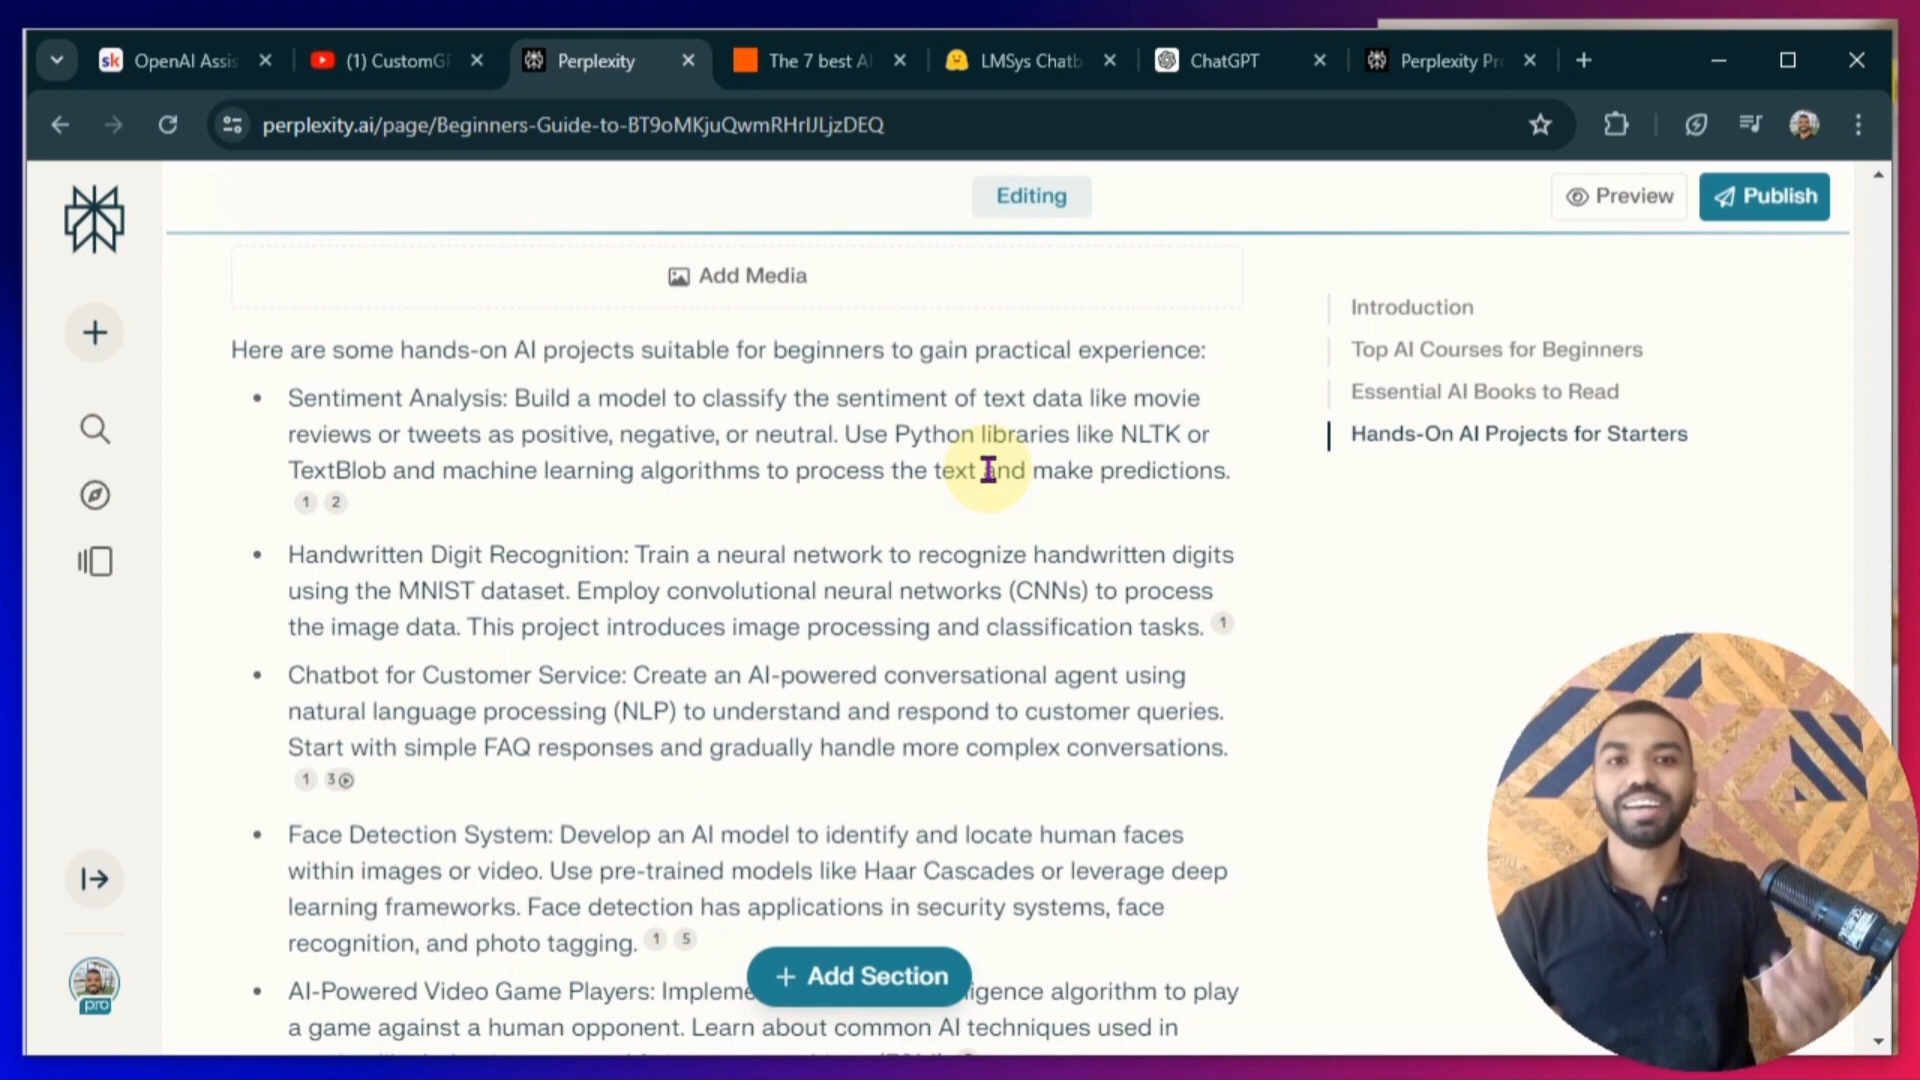 sk OpenAI Assis
(1) CustomG
Perplexity
The 7 best A
LMSys Chatb
ChatGPT
Perplexity Pr
perplexity.ai/page/Beginners-Guide-to-BT9oMKjuQwmRHrIJLjzDEQ
Editing
Preview
Publish
Add Media
Here are some hands-on AI projects suitable for beginners to gain practical experience:
• Sentiment Analysis: Build a model to classify the sentiment of text data like movie
reviews or tweets as positive, negative, or neutral. Use Python libraries like NLTK or
TextBlob and machine learning algorithms to process the text and make predictions.
1 2
• Handwritten Digit Recognition: Train a neural network to recognize handwritten digits
using the MNIST dataset. Employ convolutional neural networks (CNNs) to process
the image data. This project introduces image processing and classification tasks. 1
• Chatbot for Customer Service: Create an AI-powered conversational agent using
natural language processing (NLP) to understand and respond to customer queries.
Start with simple FAQ responses and gradually handle more complex conversations.
1 3
• Face Detection System: Develop an AI model to identify and locate human faces
within images or video. Use pre-trained models like Haar Cascades or leverage deep
learning frameworks. Face detection has applications in security systems, face
recognition, and photo tagging. 1 5
+ Add Section
• AI-Powered Video Game Players: Impleme igence algorithm to play
a game against a human opponent. Learn about common AI techniques used in
Introduction
Top AI Courses for Beginners
Essential AI Books to Read
Hands-On AI Projects for Starters
pro